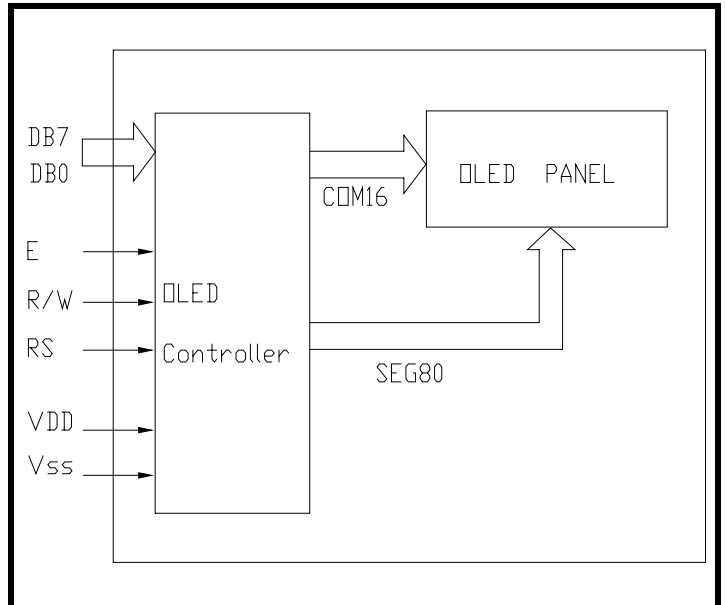 DB7
DB0
E
R/W
RS
VDD
Vss
OLED
Controller
COM16
SEG80
OLED PANEL